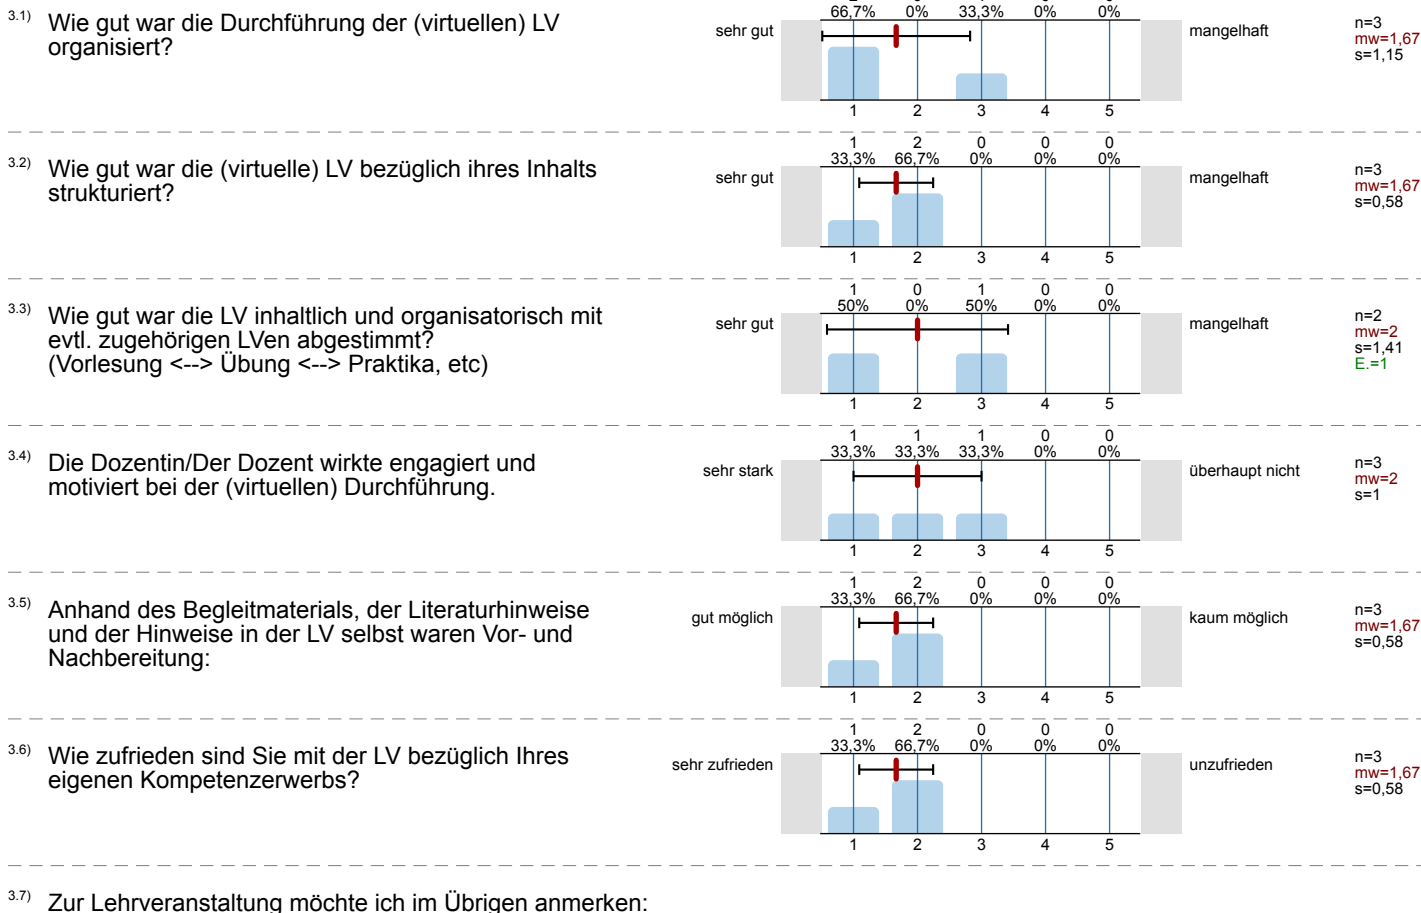 3.1) Wie gut war die Durchführung der (virtuellen) LV
organisiert?
66,7% 0% 33,3% 0% 0%
sehr gut
mangelhaft
n=3
mw=1,67
s=1,15
1 2 3 4 5
3.2) Wie gut war die (virtuelle) LV bezüglich ihres Inhalts
strukturiert?
1 2 0 0 0
33,3% 66,7% 0% 0% 0%
sehr gut
mangelhaft
n=3
mw=1,67
s=0,58
1 2 3 4 5
3.3) Wie gut war die LV inhaltlich und organisatorisch mit
evtl. zugehörigen LVen abgestimmt?
(Vorlesung <--> Übung <--> Praktika, etc)
1 0 1 0 0
50% 0% 50% 0% 0%
sehr gut
mangelhaft
n=2
mw=2
s=1,41
E.=1
1 2 3 4 5
3.4) Die Dozentin/Der Dozent wirkte engagiert und
motiviert bei der (virtuellen) Durchführung.
1 1 1 0 0
33,3% 33,3% 33,3% 0% 0%
sehr stark
überhaupt nicht
n=3
mw=2
s=1
1 2 3 4 5
3.5) Anhand des Begleitmaterials, der Literaturhinweise
und der Hinweise in der LV selbst waren Vor- und
Nachbereitung:
1 2 0 0 0
33,3% 66,7% 0% 0% 0%
gut möglich
kaum möglich
n=3
mw=1,67
s=0,58
1 2 3 4 5
3.6) Wie zufrieden sind Sie mit der LV bezüglich Ihres
eigenen Kompetenzerwerbs?
1 2 0 0 0
33,3% 66,7% 0% 0% 0%
sehr zufrieden
unzufrieden
n=3
mw=1,67
s=0,58
1 2 3 4 5
3.7) Zur Lehrveranstaltung möchte ich im Übrigen anmerken: